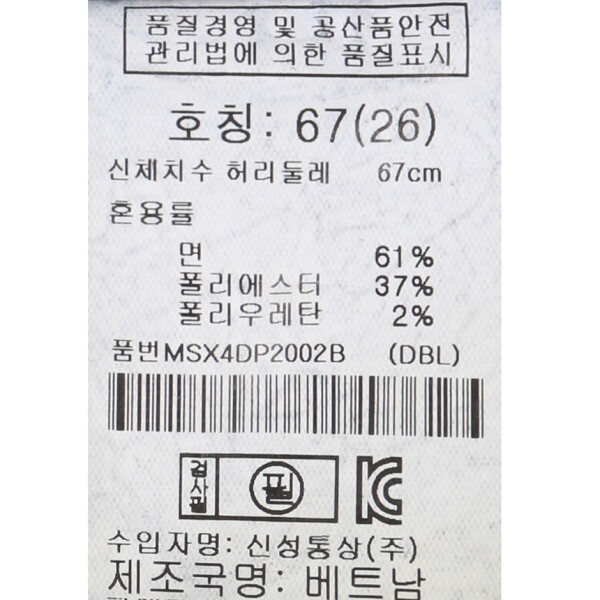 품질경영 및 공산품안전
관리법에 의한 품질표시
호칭: 67(26)
신체치수 허리둘레 67cm
혼용률
면 61%
폴리에스터 37%
폴리우레탄 2%
품번MSX4DP2002B (DBL)
검사필 필
수입자명: 신성통상(주)
제조국명: 베트남